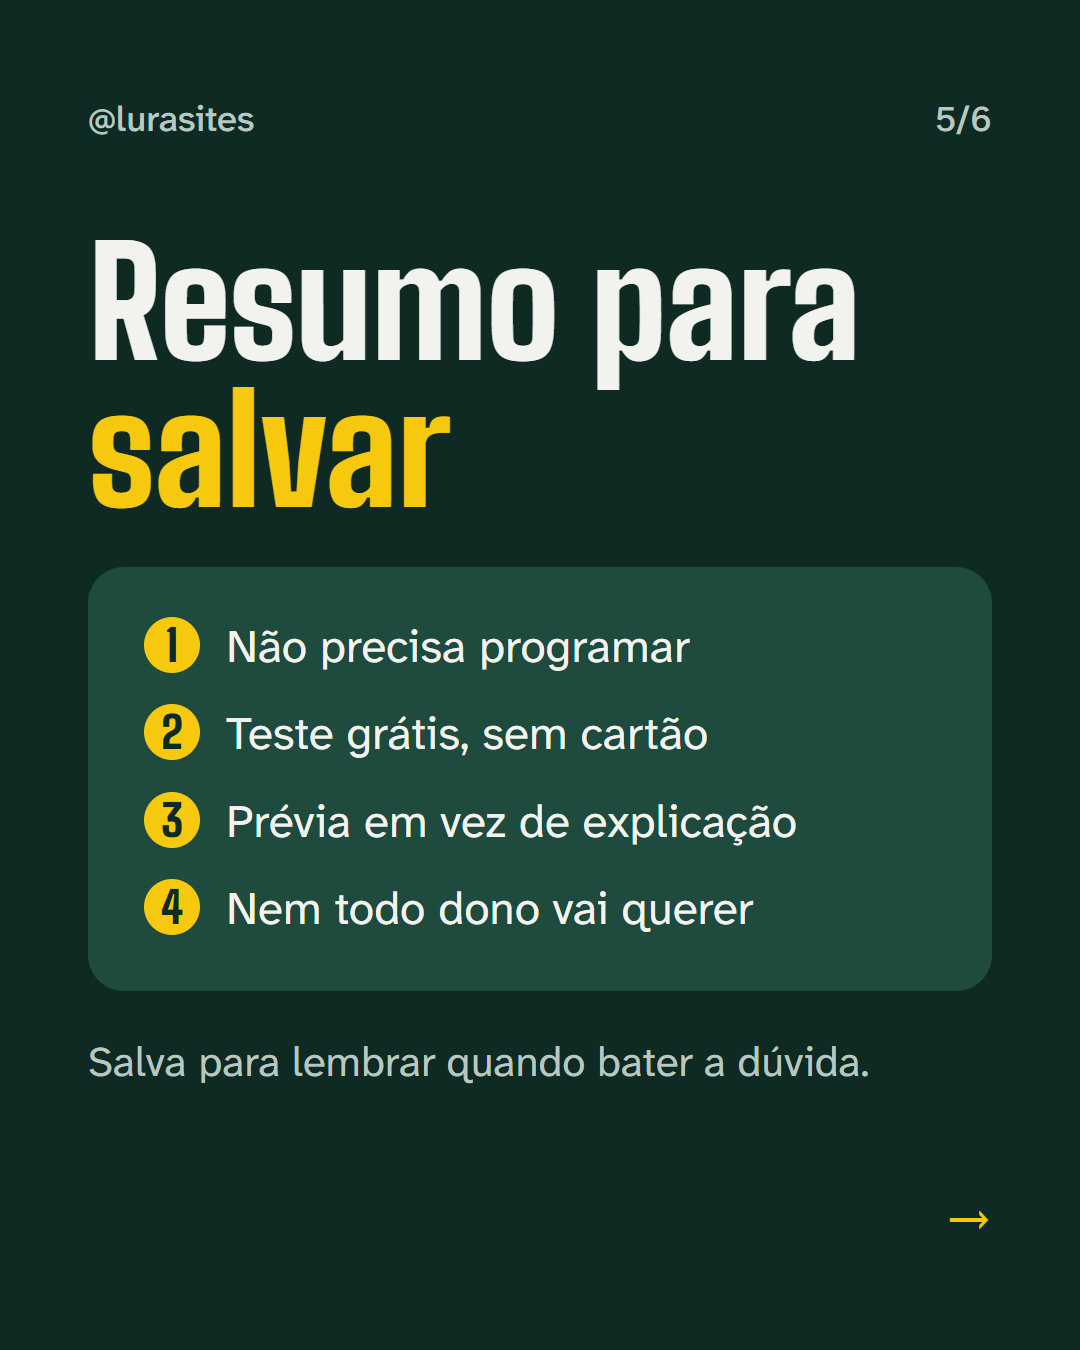 @lurasites
5/6
Resumo para
salvar
1 Não precisa programar
2 Teste grátis, sem cartão
3 Prévia em vez de explicação
4 Nem todo dono vai querer
Salva para lembrar quando bater a dúvida.
→